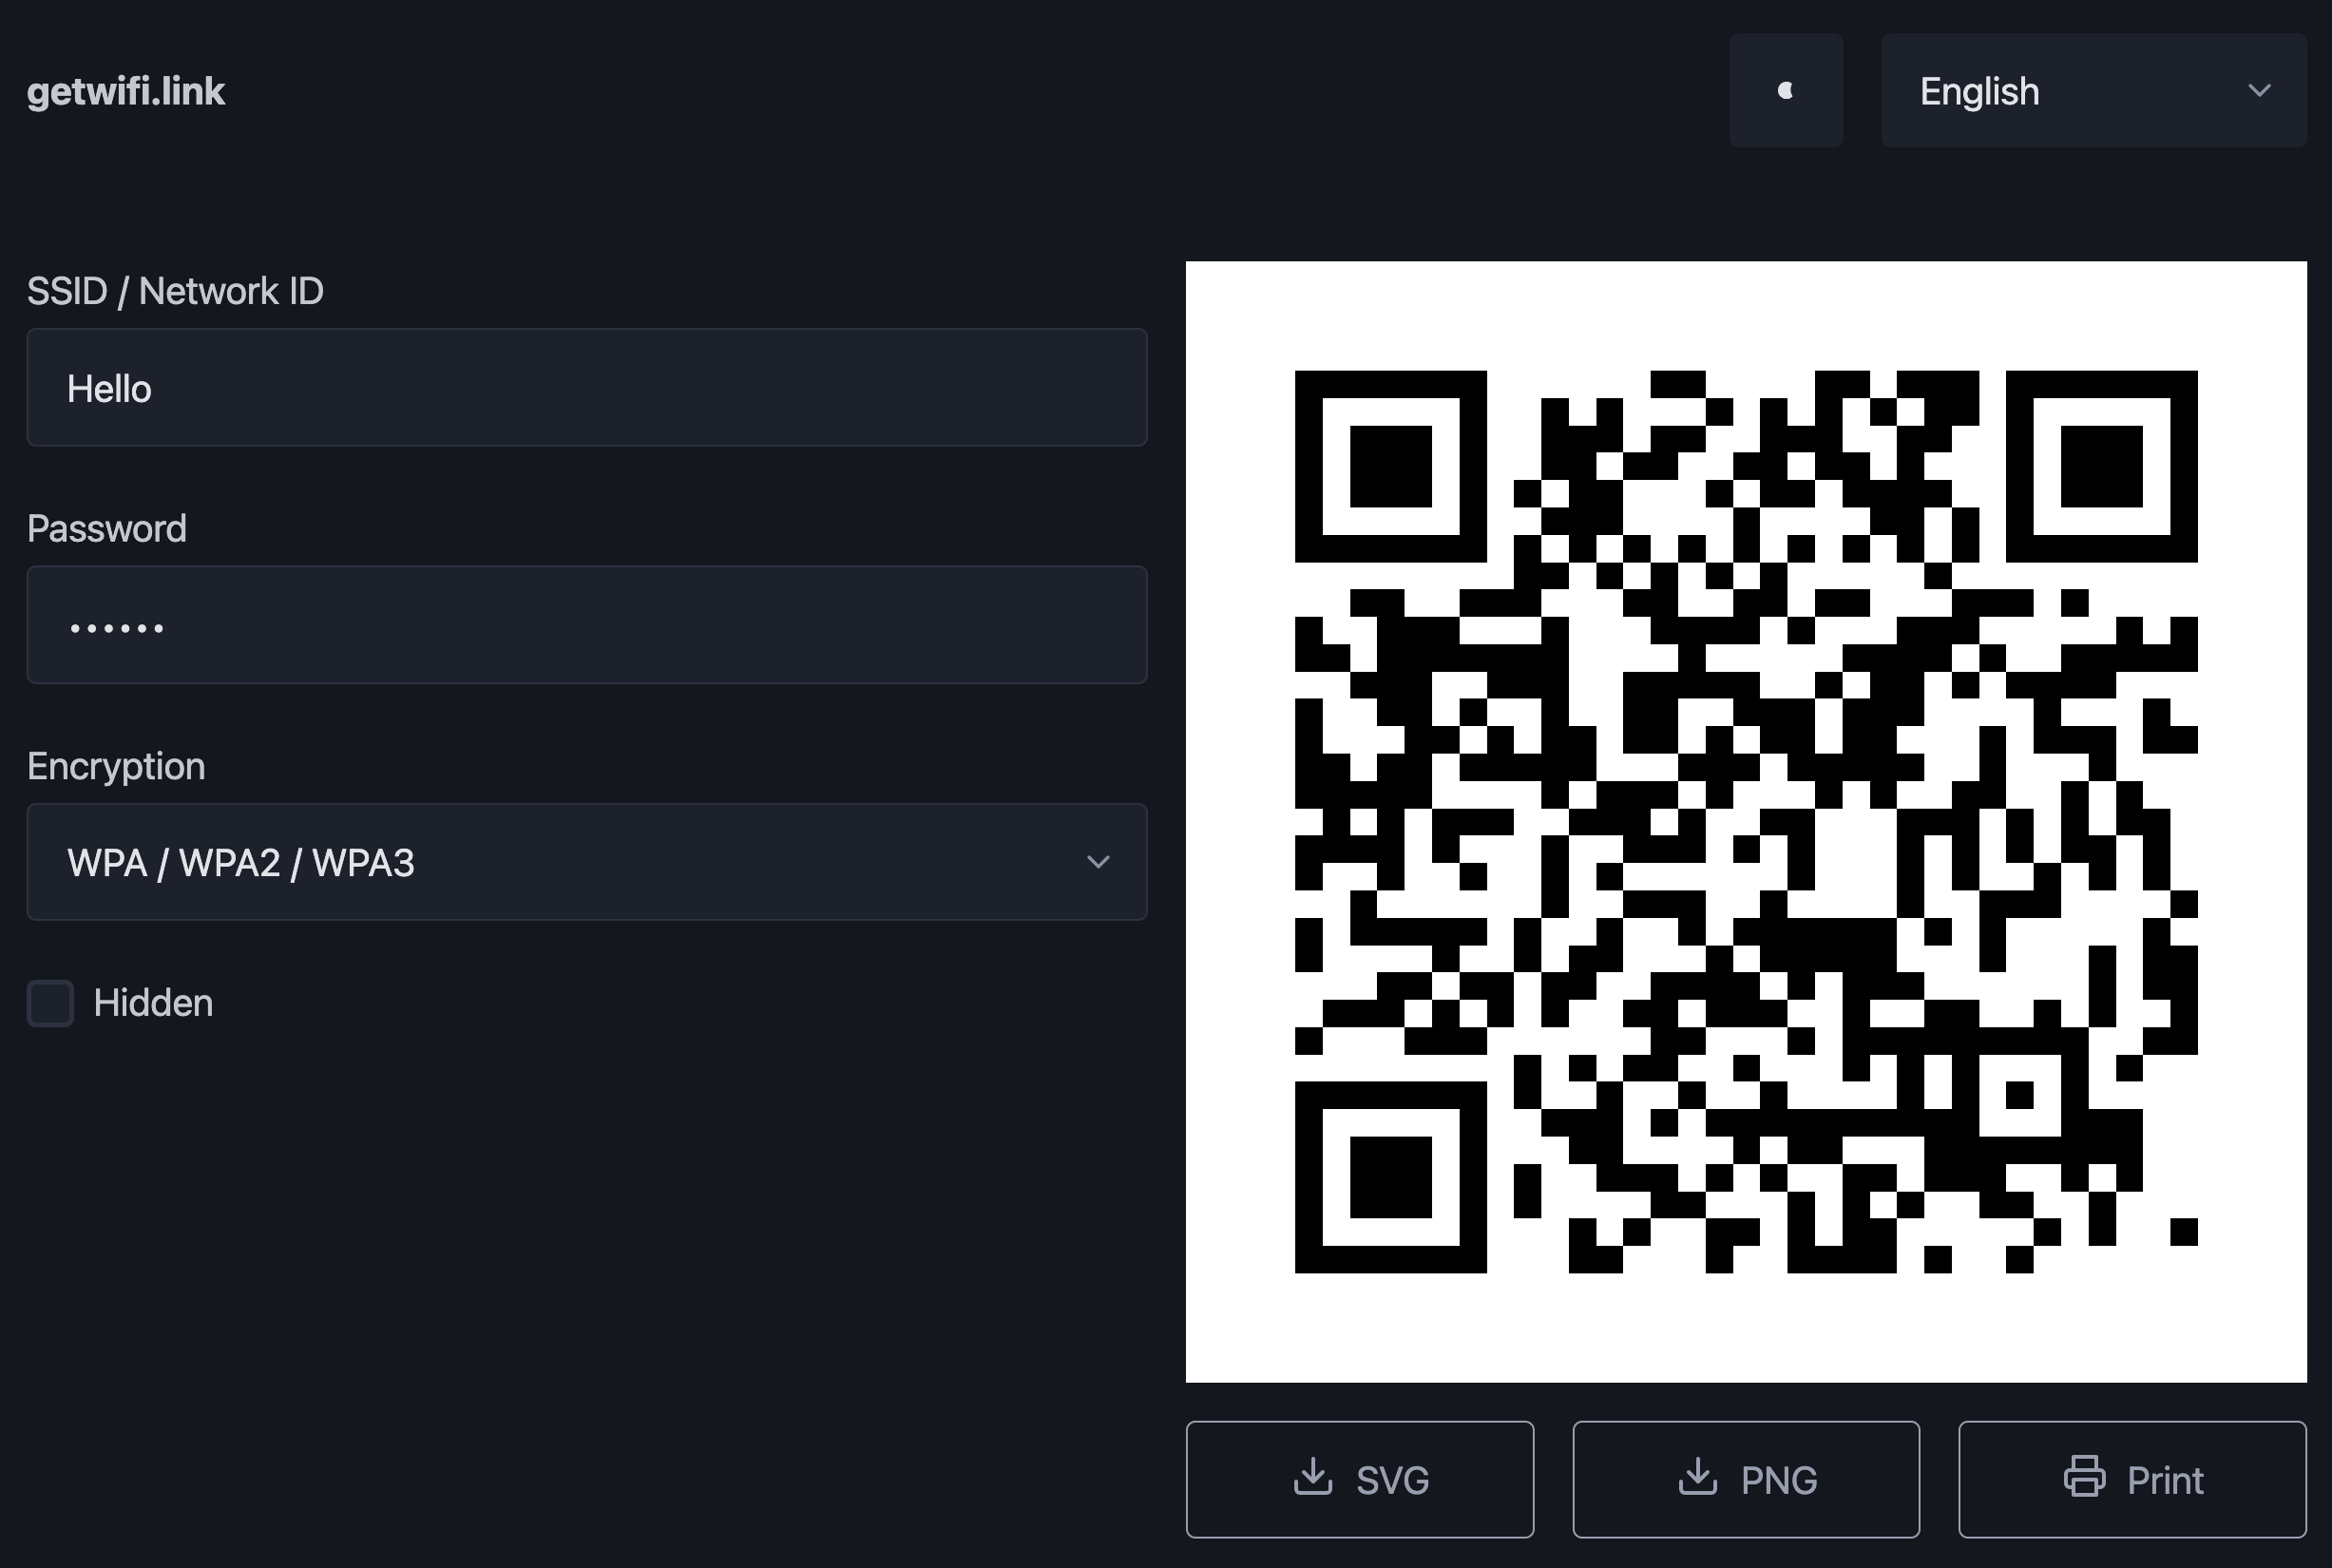 getwifi.link
English
SSID / Network ID
Hello
Password
••••••
Encryption
WPA / WPA2 / WPA3
Hidden
SVG
PNG
Print